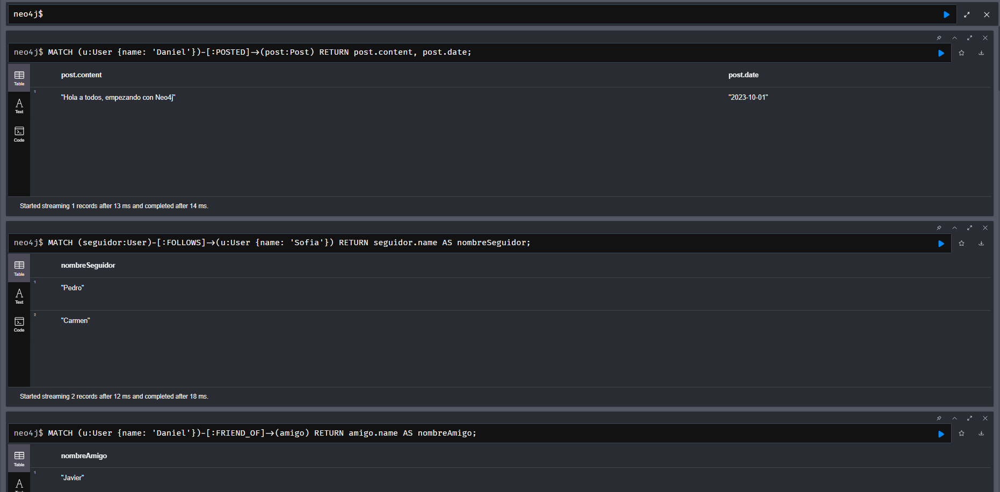 neo4j$
neo4j$ MATCH (u:User {name: 'Daniel'})-[:POSTED]->(post:Post) RETURN post.content, post.date;
Table
post.content post.date
1
"Hola a todos, empezando con Neo4j" "2023-10-01"
Text
Code
Started streaming 1 records after 13 ms and completed after 14 ms.
neo4j$ MATCH (seguidor:User)-[:FOLLOWS]->(u:User {name: 'Sofia'}) RETURN seguidor.name AS nombreSeguidor;
Table
nombreSeguidor
1
"Pedro"
Text
2
"Carmen"
Code
Started streaming 2 records after 12 ms and completed after 18 ms.
neo4j$ MATCH (u:User {name: 'Daniel'})-[:FRIEND_OF]->(amigo) RETURN amigo.name AS nombreAmigo;
Table
nombreAmigo
1
"Javier"